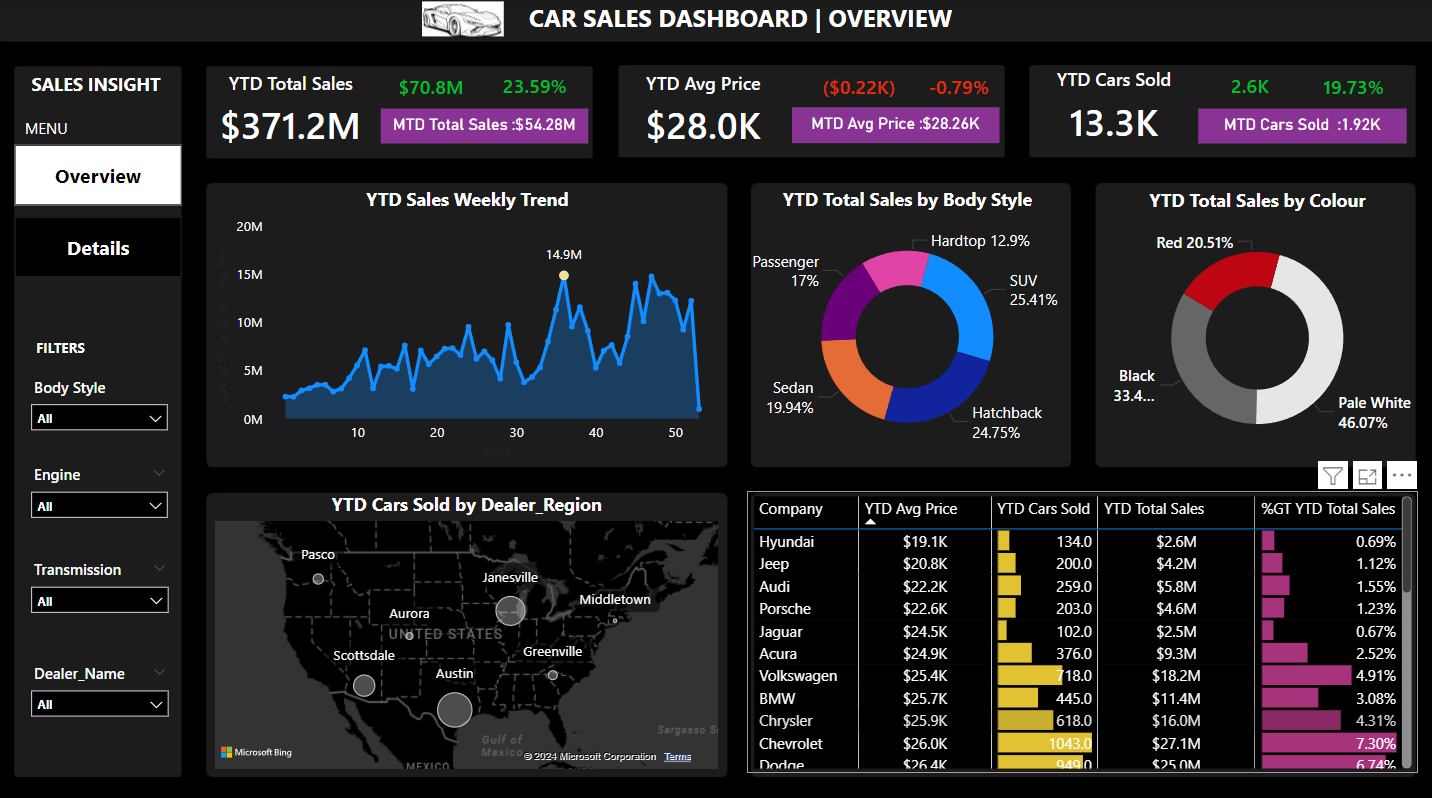 CAR SALES DASHBOARD | OVERVIEW
SALES INSIGHT
MENU
Overview
Details
FILTERS
Body Style
All
Engine
All
Transmission
All
Dealer_Name
All
YTD Total Sales
$70.8M 23.59%
$371.2M
MTD Total Sales :$54.28M
YTD Avg Price
($0.22K) -0.79%
$28.0K
MTD Avg Price :$28.26K
YTD Cars Sold
2.6K 19.73%
13.3K
MTD Cars Sold :1.92K
YTD Sales Weekly Trend
20M
15M
10M
5M
0M
14.9M
10 20 30 40 50
Week
YTD Total Sales by Body Style
Hardtop 12.9%
SUV
25.41%
Hatchback
24.75%
Sedan
19.94%
Passenger
17%
YTD Total Sales by Colour
Red 20.51%
Black
33.4...
Pale White
46.07%
YTD Cars Sold by Dealer_Region
Pasco
Janesville
Middletown
Aurora
UNITED STATES
Scottsdale
Greenville
Austin
Sargasso S
Gulf of
Mexico
MEXICO
Microsoft Bing
© 2024 Microsoft Corporation Terms
Company YTD Avg Price YTD Cars Sold YTD Total Sales %GT YTD Total Sales
Hyundai $19.1K 134.0 $2.6M 0.69%
Jeep $20.8K 200.0 $4.2M 1.12%
Audi $22.2K 259.0 $5.8M 1.55%
Porsche $22.6K 203.0 $4.6M 1.23%
Jaguar $24.5K 102.0 $2.5M 0.67%
Acura $24.9K 376.0 $9.3M 2.52%
Volkswagen $25.4K 718.0 $18.2M 4.91%
BMW $25.7K 445.0 $11.4M 3.08%
Chrysler $25.9K 618.0 $16.0M 4.31%
Chevrolet $26.0K 1043.0 $27.1M 7.30%
Dodge $26.4K 949.0 $25.0M 6.74%